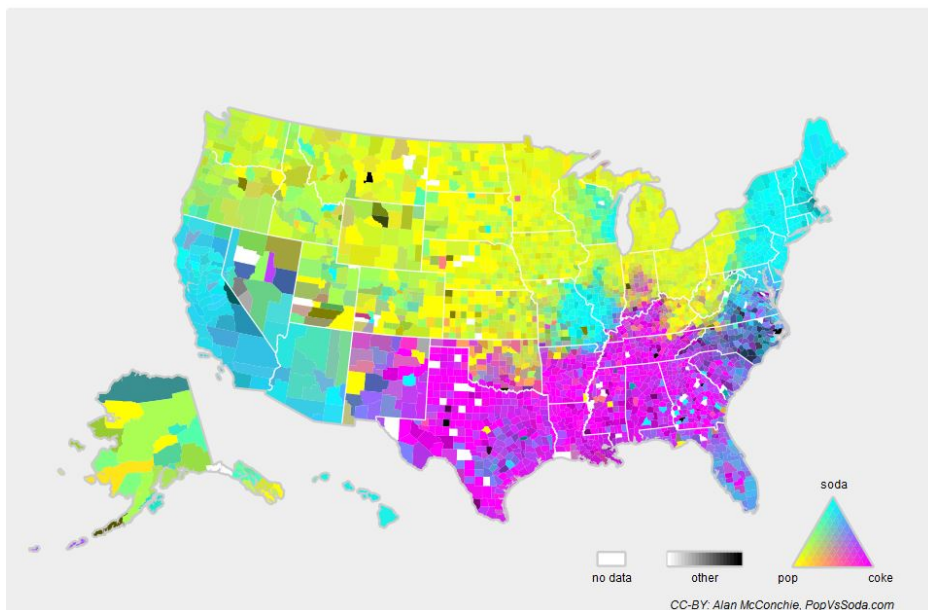 soda
pop
coke
no data
other
CC-BY: Alan McConchie, PopVsSoda.com